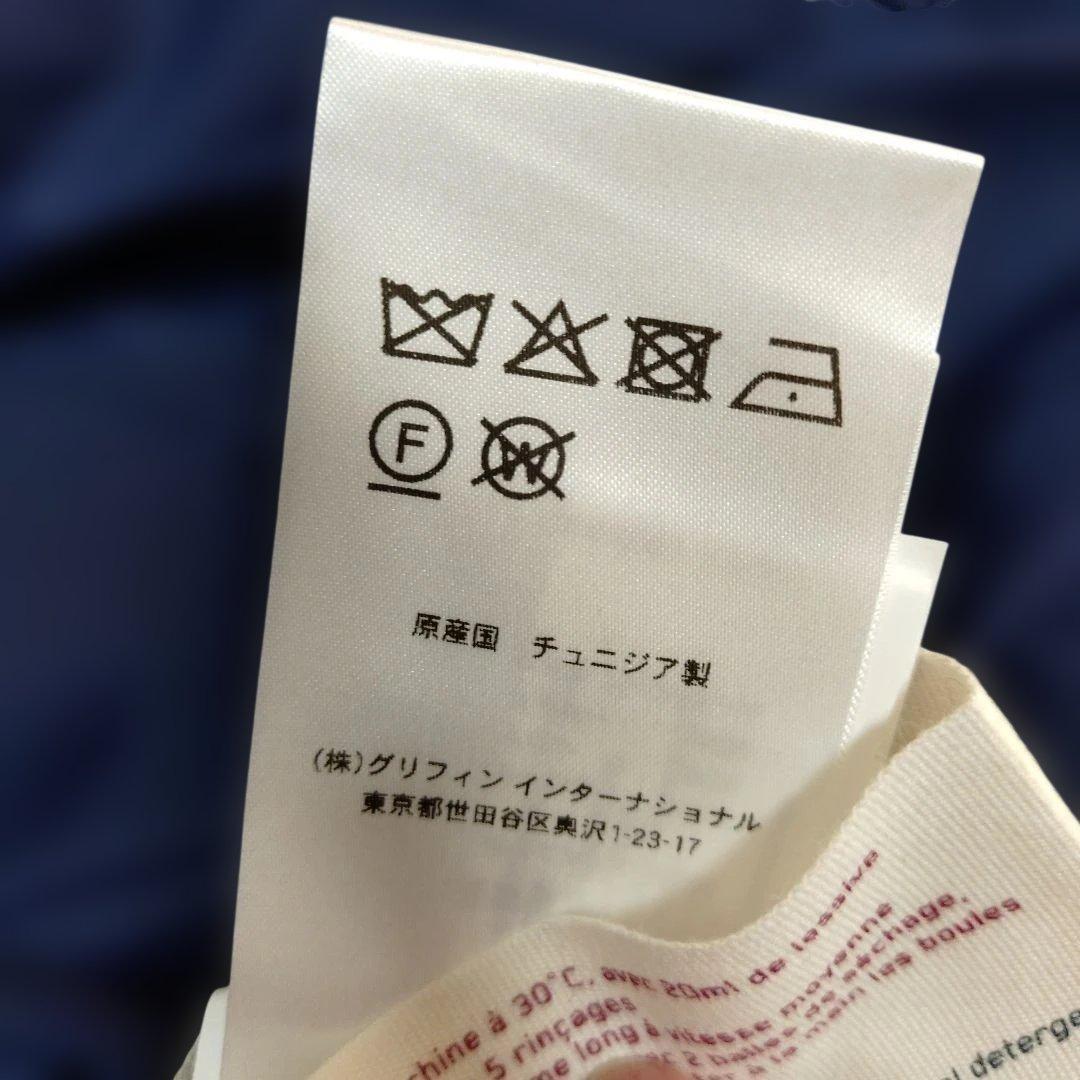 F
W
原産国 チュニジア製
(株)グリフィン インターナショナル
東京都世田谷区奥沢1-23-17
chine à 30°C, avec 20ml de lessive
5 rinçages
me long à vitesse moyenne
2 balles de séchage.
la main les boules
deterge